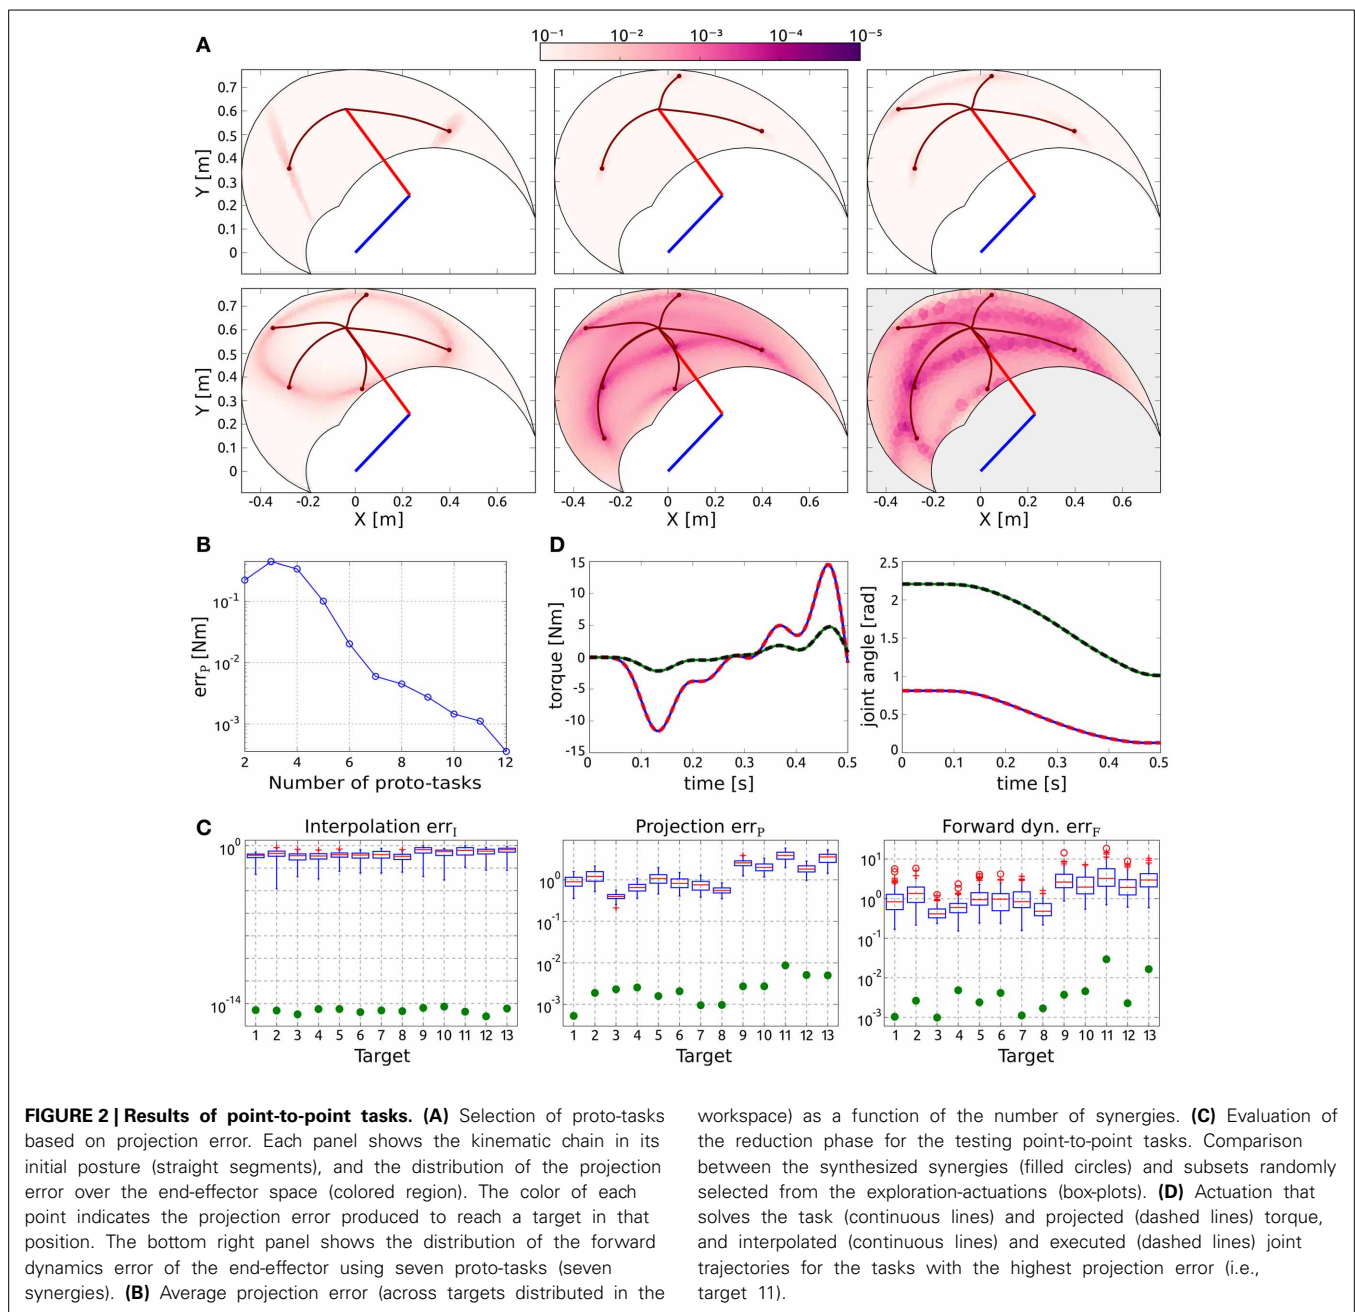 A
10⁻¹ 10⁻² 10⁻³ 10⁻⁴ 10⁻⁵
0.7
0.6
0.5
0.4
0.3
0.2
0.1
0
Y [m]
0.7
0.6
0.5
0.4
0.3
0.2
0.1
0
Y [m]
-0.4 -0.2 0 0.2 0.4 0.6
X [m]
-0.4 -0.2 0 0.2 0.4 0.6
X [m]
-0.4 -0.2 0 0.2 0.4 0.6
X [m]
B
10⁻¹
10⁻²
10⁻³
errₚ [Nm]
2 4 6 8 10 12
Number of proto-tasks
D
15
10
5
0
-5
-10
-15
torque [Nm]
0 0.1 0.2 0.3 0.4 0.5
time [s]
2.5
2
1.5
1
0.5
0
joint angle [rad]
0 0.1 0.2 0.3 0.4 0.5
time [s]
C
Interpolation err_I
10⁰
10⁻¹⁴
1 2 3 4 5 6 7 8 9 10 11 12 13
Target
Projection err_P
10⁰
10⁻¹
10⁻²
10⁻³
1 2 3 4 5 6 7 8 9 10 11 12 13
Target
Forward dyn. err_F
10¹
10⁰
10⁻¹
10⁻²
10⁻³
1 2 3 4 5 6 7 8 9 10 11 12 13
Target
FIGURE 2 | Results of point-to-point tasks. (A) Selection of proto-tasks
based on projection error. Each panel shows the kinematic chain in its
initial posture (straight segments), and the distribution of the projection
error over the end-effector space (colored region). The color of each
point indicates the projection error produced to reach a target in that
position. The bottom right panel shows the distribution of the forward
dynamics error of the end-effector using seven proto-tasks (seven
synergies). (B) Average projection error (across targets distributed in the
workspace) as a function of the number of synergies. (C) Evaluation of
the reduction phase for the testing point-to-point tasks. Comparison
between the synthesized synergies (filled circles) and subsets randomly
selected from the exploration-actuations (box-plots). (D) Actuation that
solves the task (continuous lines) and projected (dashed lines) torque,
and interpolated (continuous lines) and executed (dashed lines) joint
trajectories for the tasks with the highest projection error (i.e.,
target 11).